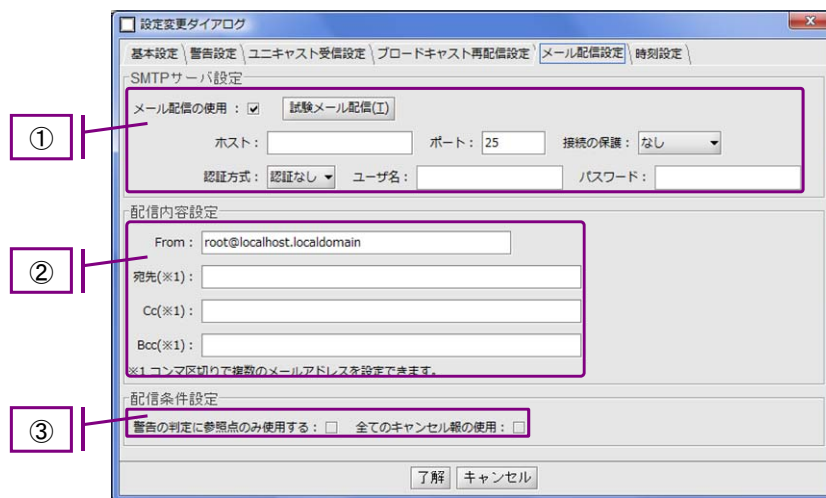 設定変更ダイアログ
基本設定 警告設定 ユニキャスト受信設定 ブロードキャスト再配信設定 メール配信設定 時刻設定
SMTPサーバ設定
①
メール配信の使用： 試験メール配信(T)
ホスト： ポート： 25 接続の保護： なし
認証方式： 認証なし ユーザ名： パスワード：
配信内容設定
②
From： root@localhost.localdomain
宛先(※1)：
Cc(※1)：
Bcc(※1)：
※1 コンマ区切りで複数のメールアドレスを設定できます。
配信条件設定
③
警告の判定に参照点のみ使用する： 全てのキャンセル報の使用：
了解 キャンセル